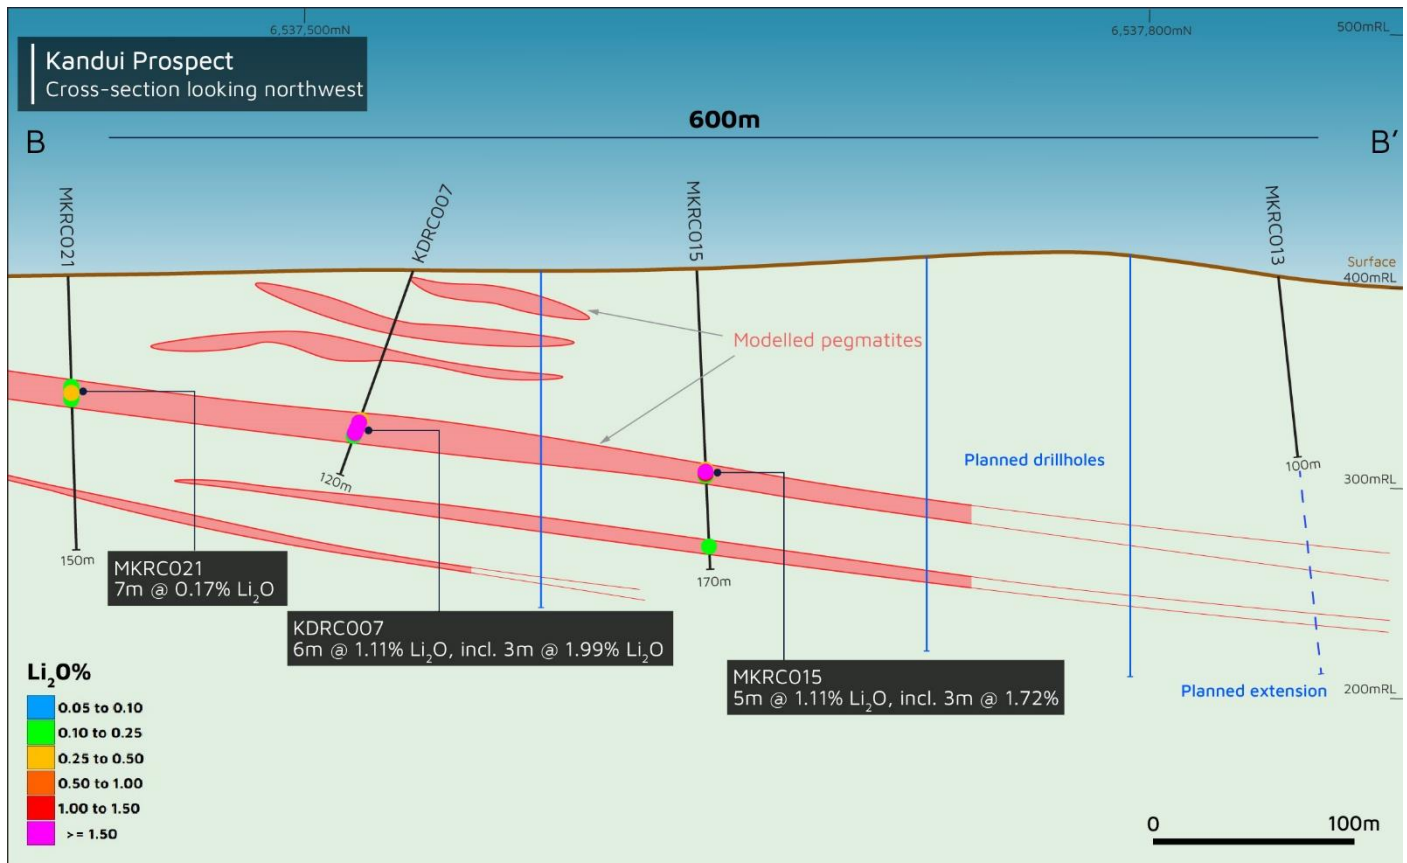 6,537,500mN
6,537,800mN
500mRL
Kandui Prospect
Cross-section looking northwest
600m
B
B′
MKRC021
KDRC007
MKRC015
MKRC013
Surface
400mRL
Modelled pegmatites
Planned drillholes
120m
100m
300mRL
150m
170m
MKRC021
7m @ 0.17% Li₂O
KDRC007
6m @ 1.11% Li₂O, incl. 3m @ 1.99% Li₂O
MKRC015
5m @ 1.11% Li₂O, incl. 3m @ 1.72%
Planned extension
200mRL
Li₂0%
0.05 to 0.10
0.10 to 0.25
0.25 to 0.50
0.50 to 1.00
1.00 to 1.50
>= 1.50
0
100m